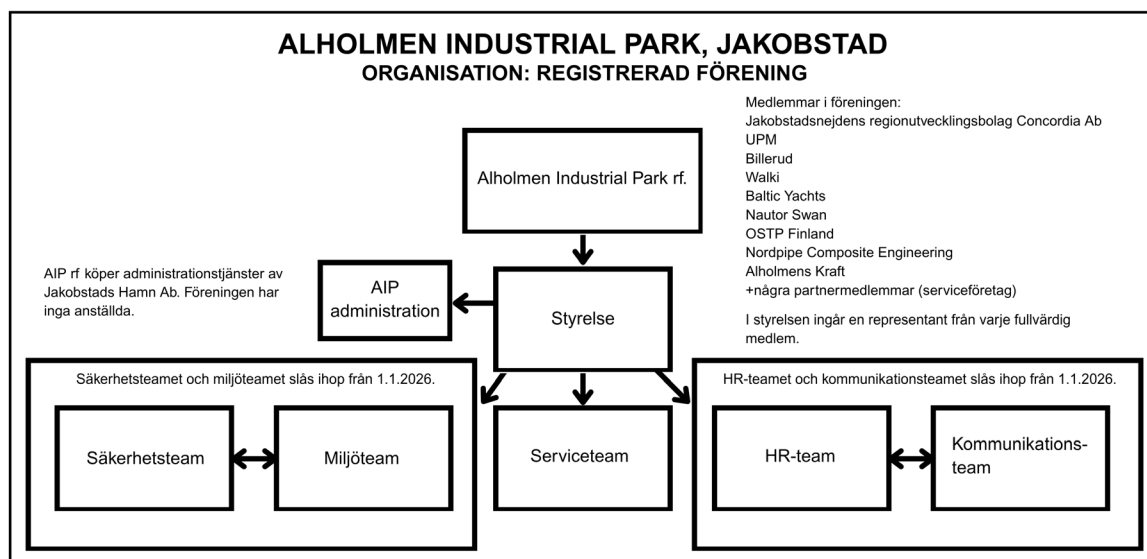 ALHOLMEN INDUSTRIAL PARK, JAKOBSTAD
ORGANISATION: REGISTRERAD FÖRENING
Medlemmar i föreningen:
Jakobstadsnejdens regionutvecklingsbolag Concordia Ab
UPM
Billerud
Walki
Baltic Yachts
Nautor Swan
OSTP Finland
Nordpipe Composite Engineering
Alholmens Kraft
+några partnermedlemmar (serviceföretag)
I styrelsen ingår en representant från varje fullvärdig
medlem.
Alholmen Industrial Park rf.
AIP rf köper administrationstjänster av
Jakobstads Hamn Ab. Föreningen har
inga anställda.
AIP
administration
Styrelse
Säkerhetsteamet och miljöteamet slås ihop från 1.1.2026.
Säkerhetsteam
Miljöteam
Serviceteam
HR-teamet och kommunikationsteamet slås ihop från 1.1.2026.
HR-team
Kommunikations-
team